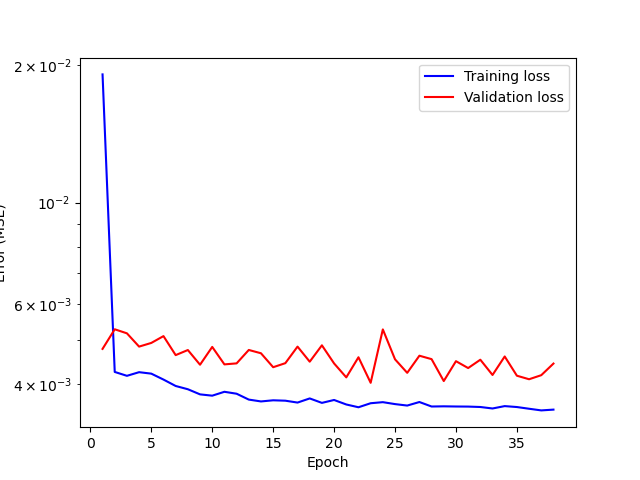 2 × 10⁻²
10⁻²
6 × 10⁻³
4 × 10⁻³
Training loss
Validation loss
0 5 10 15 20 25 30 35
Epoch
(MSE)